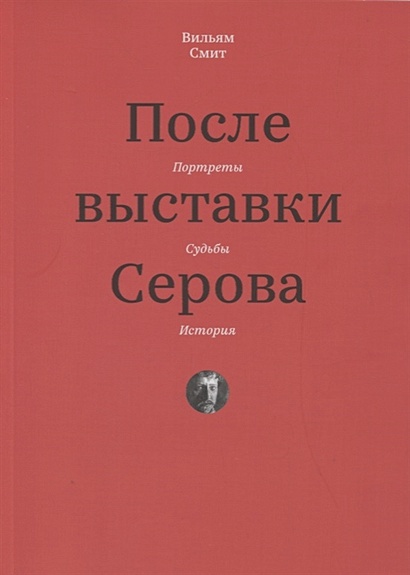 Вильям
Смит
После
Портреты
выставки
Судьбы
Серова
История